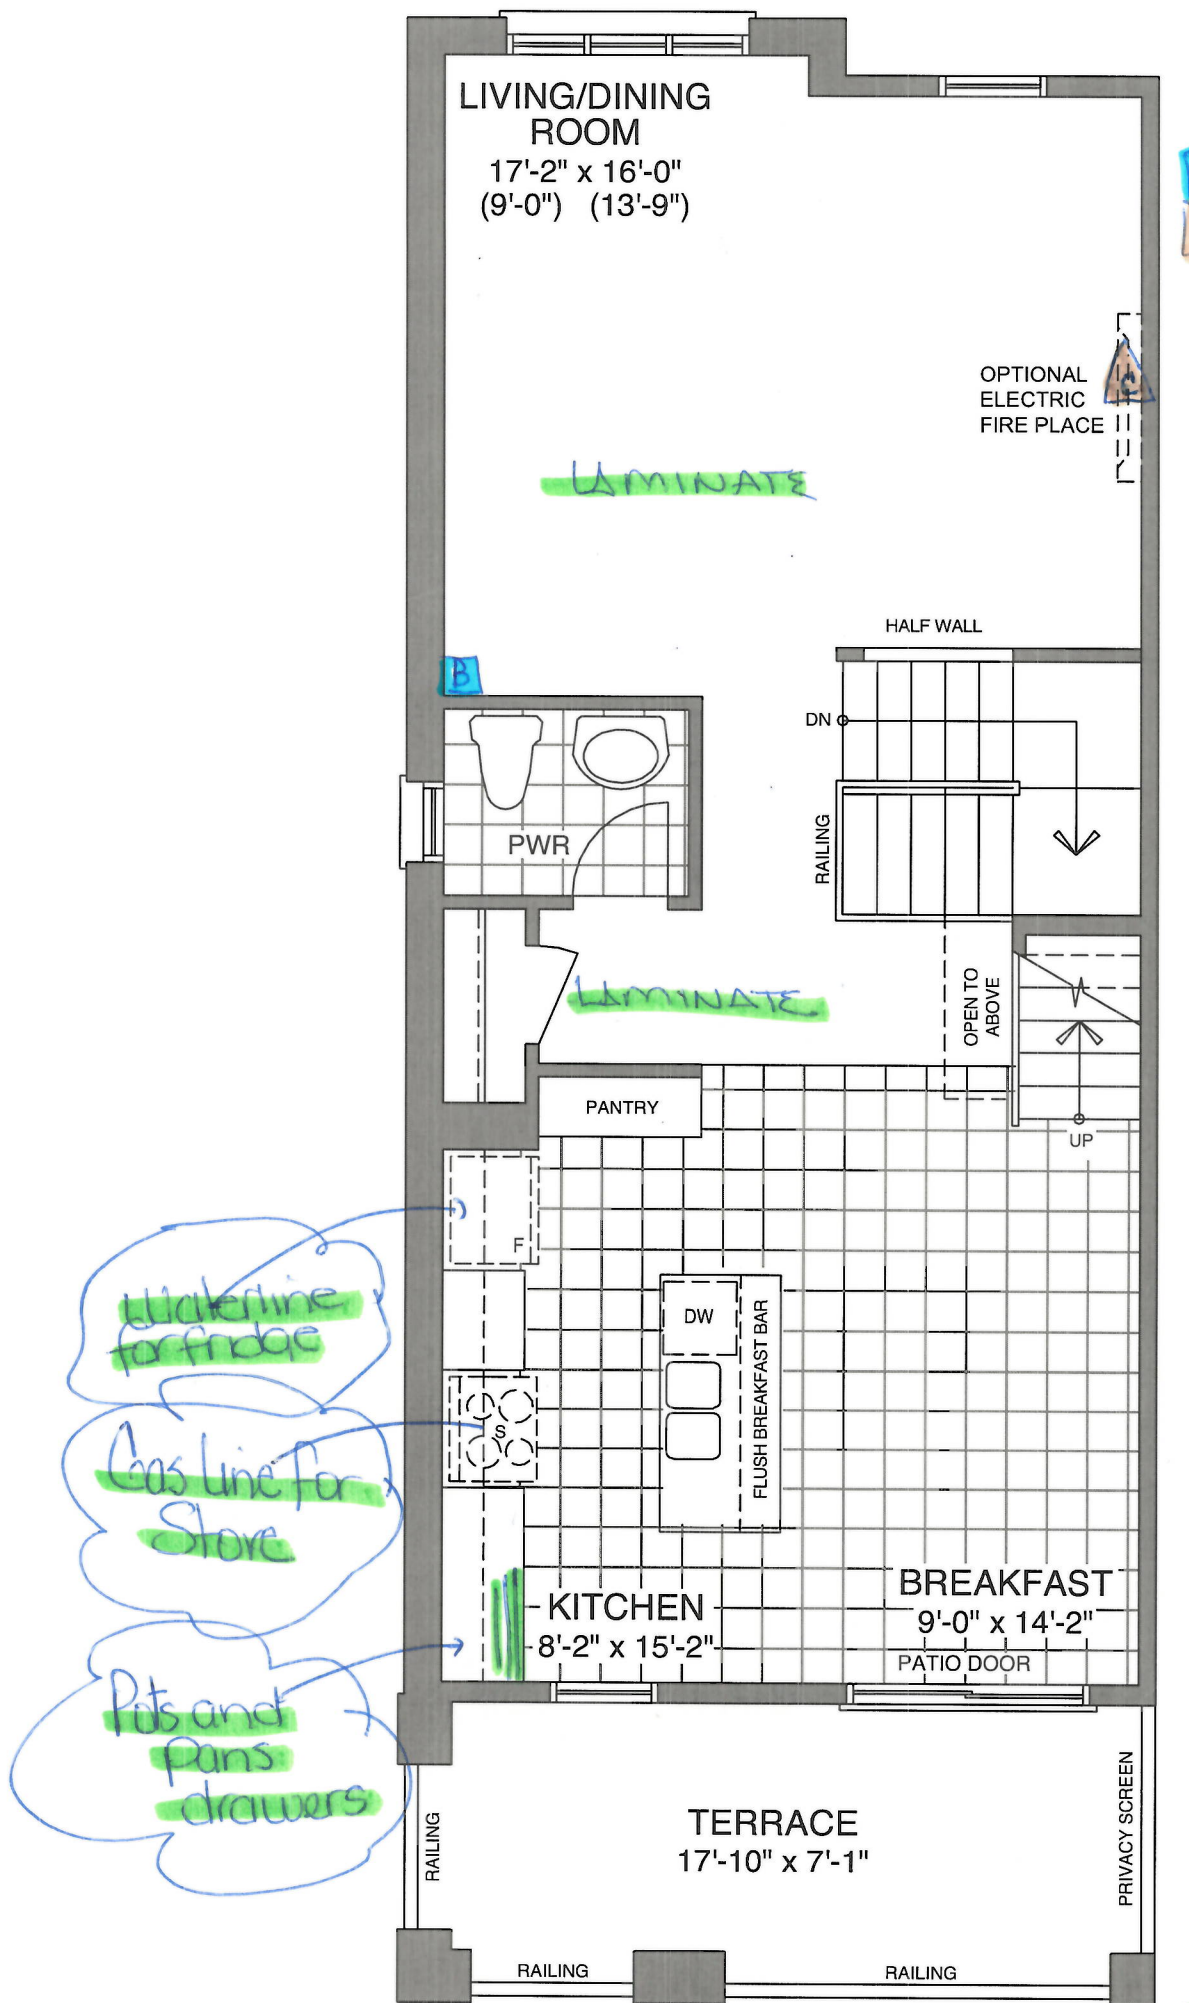 LIVING/DINING
ROOM
17'-2" x 16'-0"
(9'-0") (13'-9")
OPTIONAL
ELECTRIC
FIRE PLACE
C
LAMINATE
HALF WALL
B
DN
PWR
RAILING
LAMINATE
OPEN TO
ABOVE
PANTRY
UP
F
Waterline
for fridge
DW
FLUSH BREAKFAST BAR
S
Gas Line For
Stove
KITCHEN
8'-2" x 15'-2"
BREAKFAST
9'-0" x 14'-2"
PATIO DOOR
Pots and
pans
drawers
TERRACE
17'-10" x 7'-1"
RAILING
PRIVACY SCREEN
RAILING
RAILING